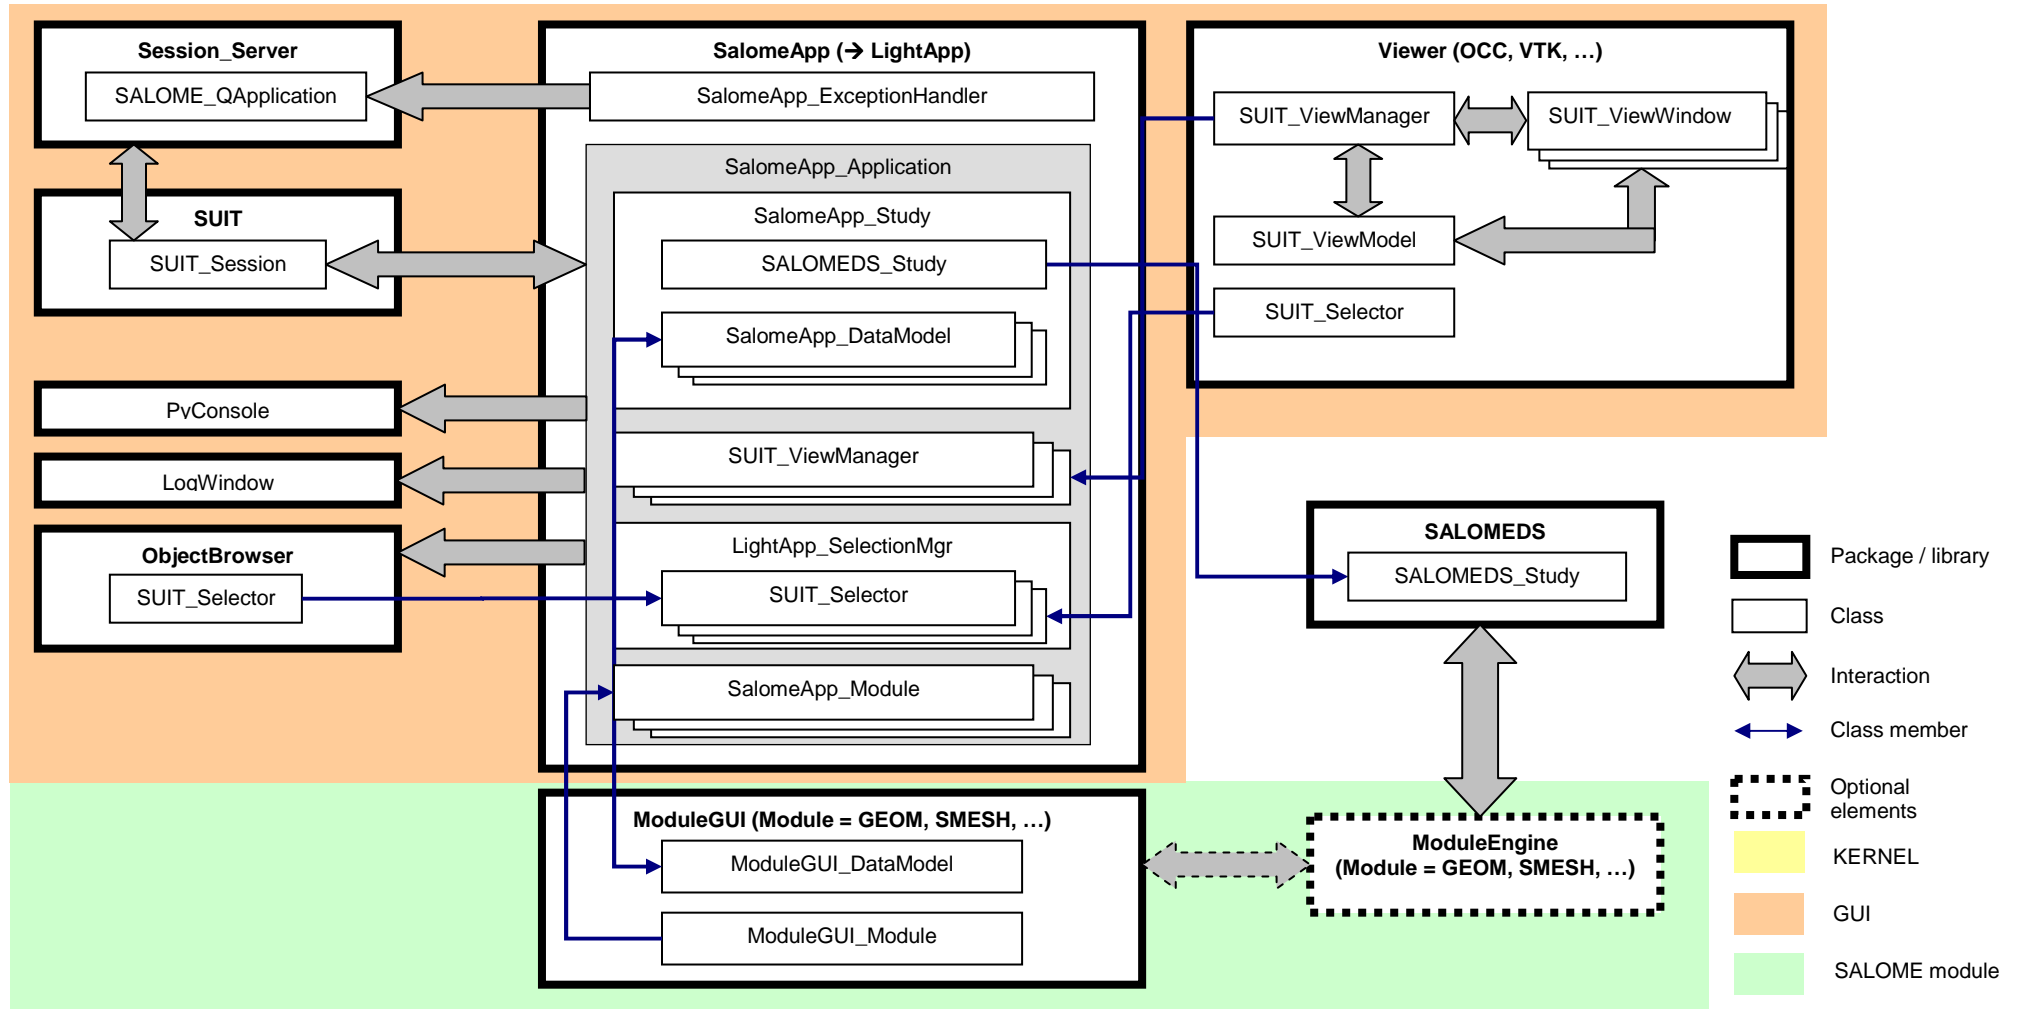 Session_Server
SALOME_QApplication
SUIT
SUIT_Session
PyConsole
LogWindow
ObjectBrowser
SUIT_Selector
SalomeApp (→ LightApp)
SalomeApp_ExceptionHandler
SalomeApp_Application
SalomeApp_Study
SALOMEDS_Study
SalomeApp_DataModel
SUIT_ViewManager
LightApp_SelectionMgr
SUIT_Selector
SalomeApp_Module
Viewer (OCC, VTK, …)
SUIT_ViewManager
SUIT_ViewWindow
SUIT_ViewModel
SUIT_Selector
SALOMEDS
SALOMEDS_Study
ModuleGUI (Module = GEOM, SMESH, …)
ModuleGUI_DataModel
ModuleGUI_Module
ModuleEngine
(Module = GEOM, SMESH, …)
Package / library
Class
Interaction
Class member
Optional
elements
KERNEL
GUI
SALOME module